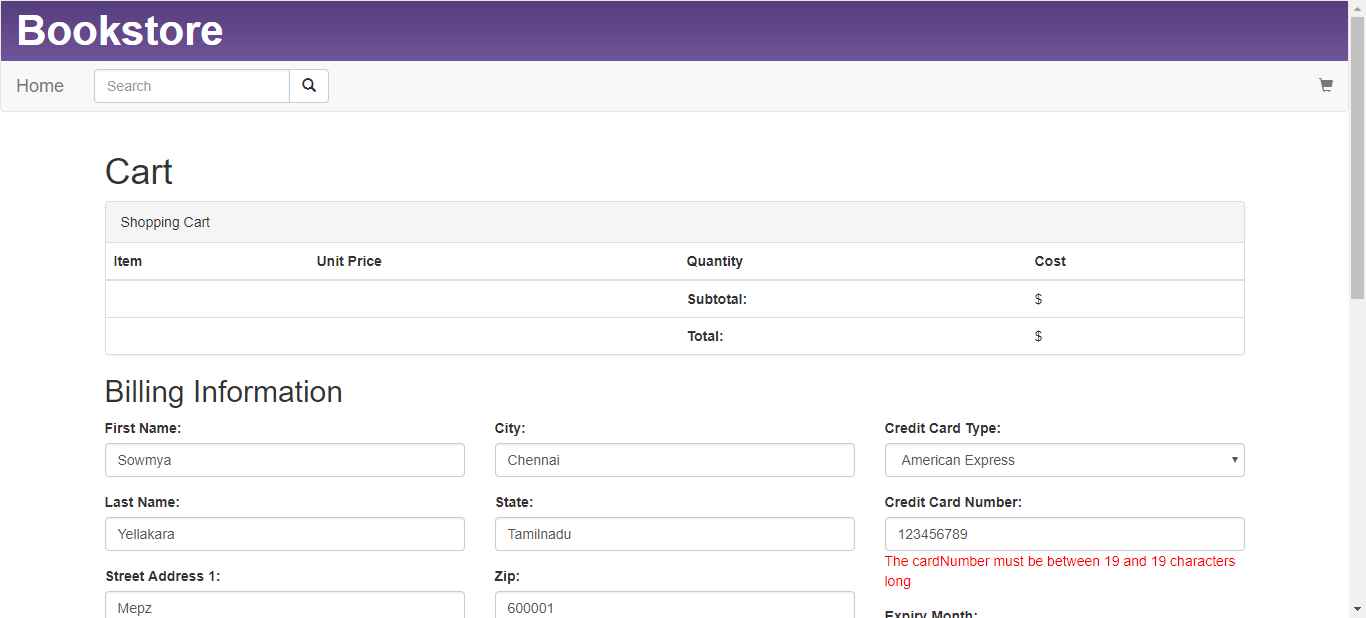 Bookstore
Home
Search
Cart
Shopping Cart
Item Unit Price Quantity Cost
Subtotal: $
Total: $
Billing Information
First Name: City: Credit Card Type:
Sowmya Chennai American Express
Last Name: State: Credit Card Number:
Yellakara Tamilnadu 123456789
The cardNumber must be between 19 and 19 characters
long
Street Address 1: Zip:
Mepz 600001
Expiry Month: